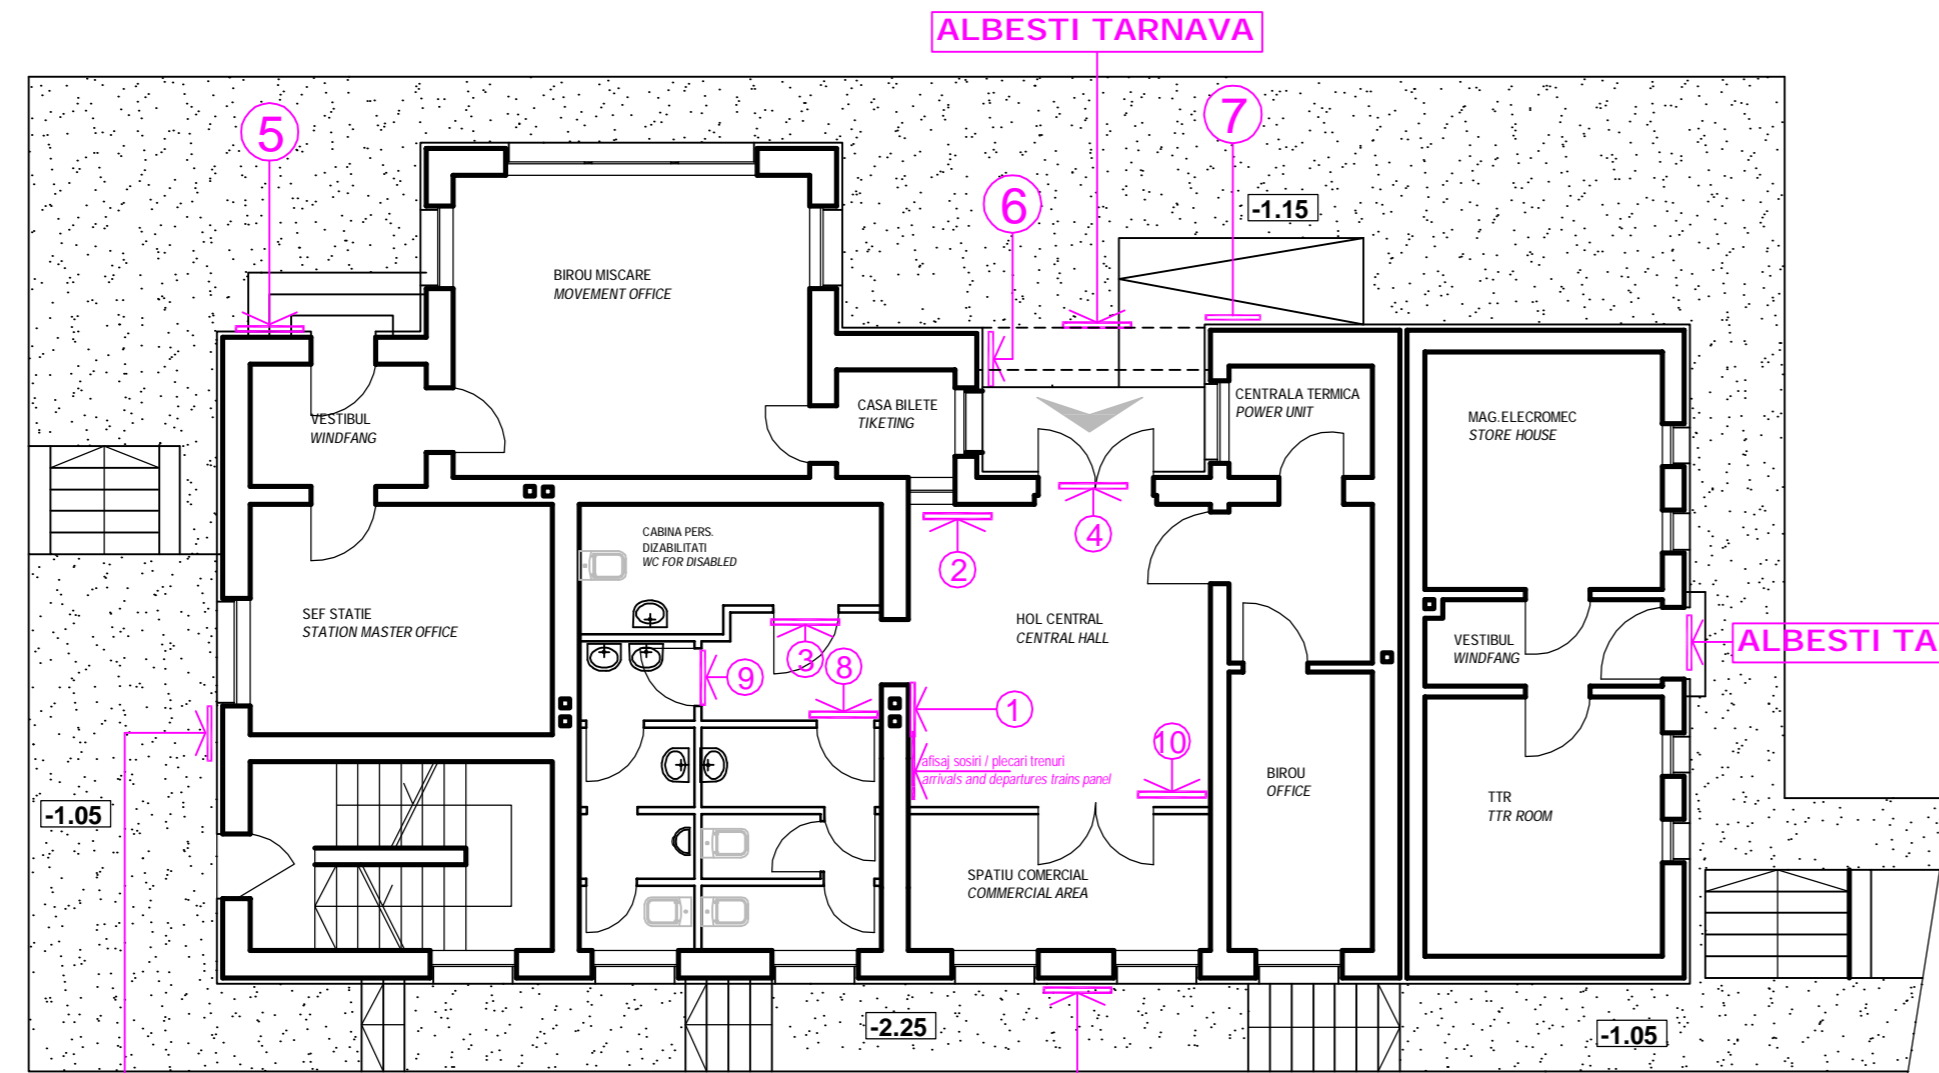 ALBESTI TARNAVA
5
7
6
-1.15
BIROU MISCARE
MOVEMENT OFFICE
CENTRALA TERMICA
POWER UNIT
CASA BILETE
TIKETING
VESTIBUL
WINDFANG
MAG.ELECROMEC
STORE HOUSE
CABINA PERS.
DIZABILITATI
WC FOR DISABLED
4
2
SEF STATIE
STATION MASTER OFFICE
HOL CENTRAL
CENTRAL HALL
VESTIBUL
WINDFANG
ALBESTI TA
3
8
9
1
10
afisaj sosiri / plecari trenuri
arrivals and departures trains panel
BIROU
OFFICE
TTR
TTR ROOM
-1.05
SPATIU COMERCIAL
COMMERCIAL AREA
-2.25
-1.05